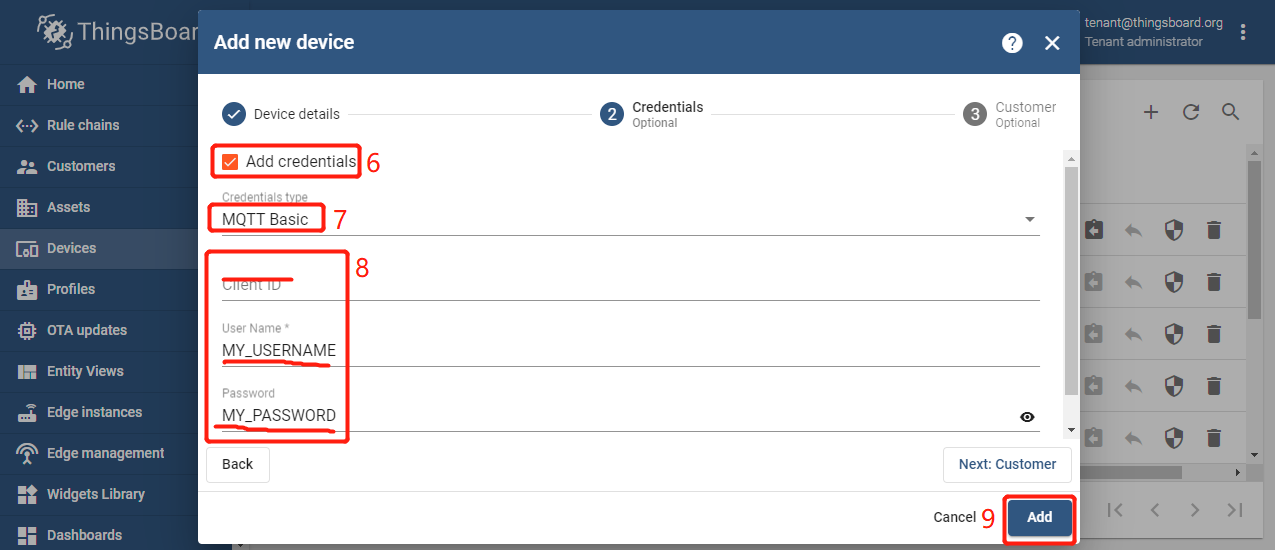 ThingsBoar
Add new device
tenant@thingsboard.org
Tenant administrator
Home
Rule chains
Customers
Assets
Devices
Profiles
OTA updates
Entity Views
Edge instances
Edge management
Widgets Library
Dashboards
Device details
2
Credentials
Optional
3
Customer
Optional
Add credentials
6
Credentials type
MQTT Basic
7
8
Client ID
User Name *
MY_USERNAME
Password
MY_PASSWORD
Back
Next: Customer
Cancel
9
Add